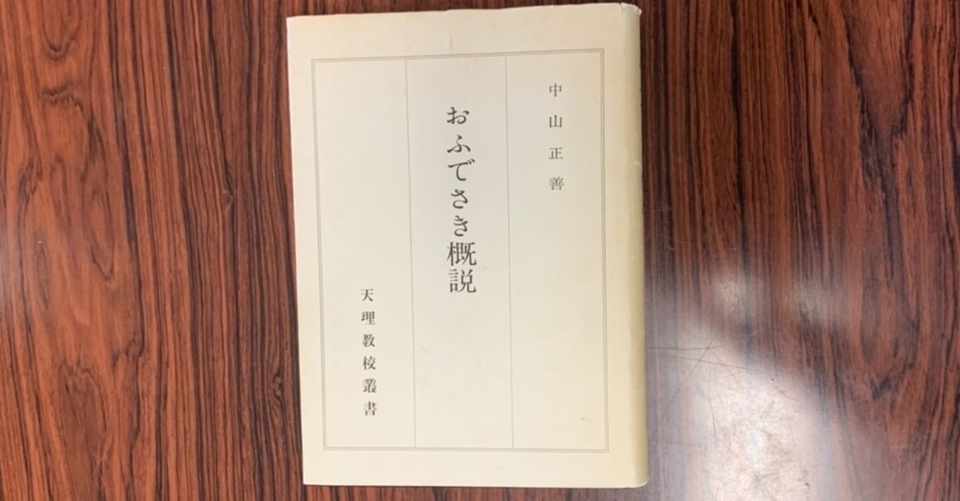 中山正善
おふでさき概説
天理教校叢書